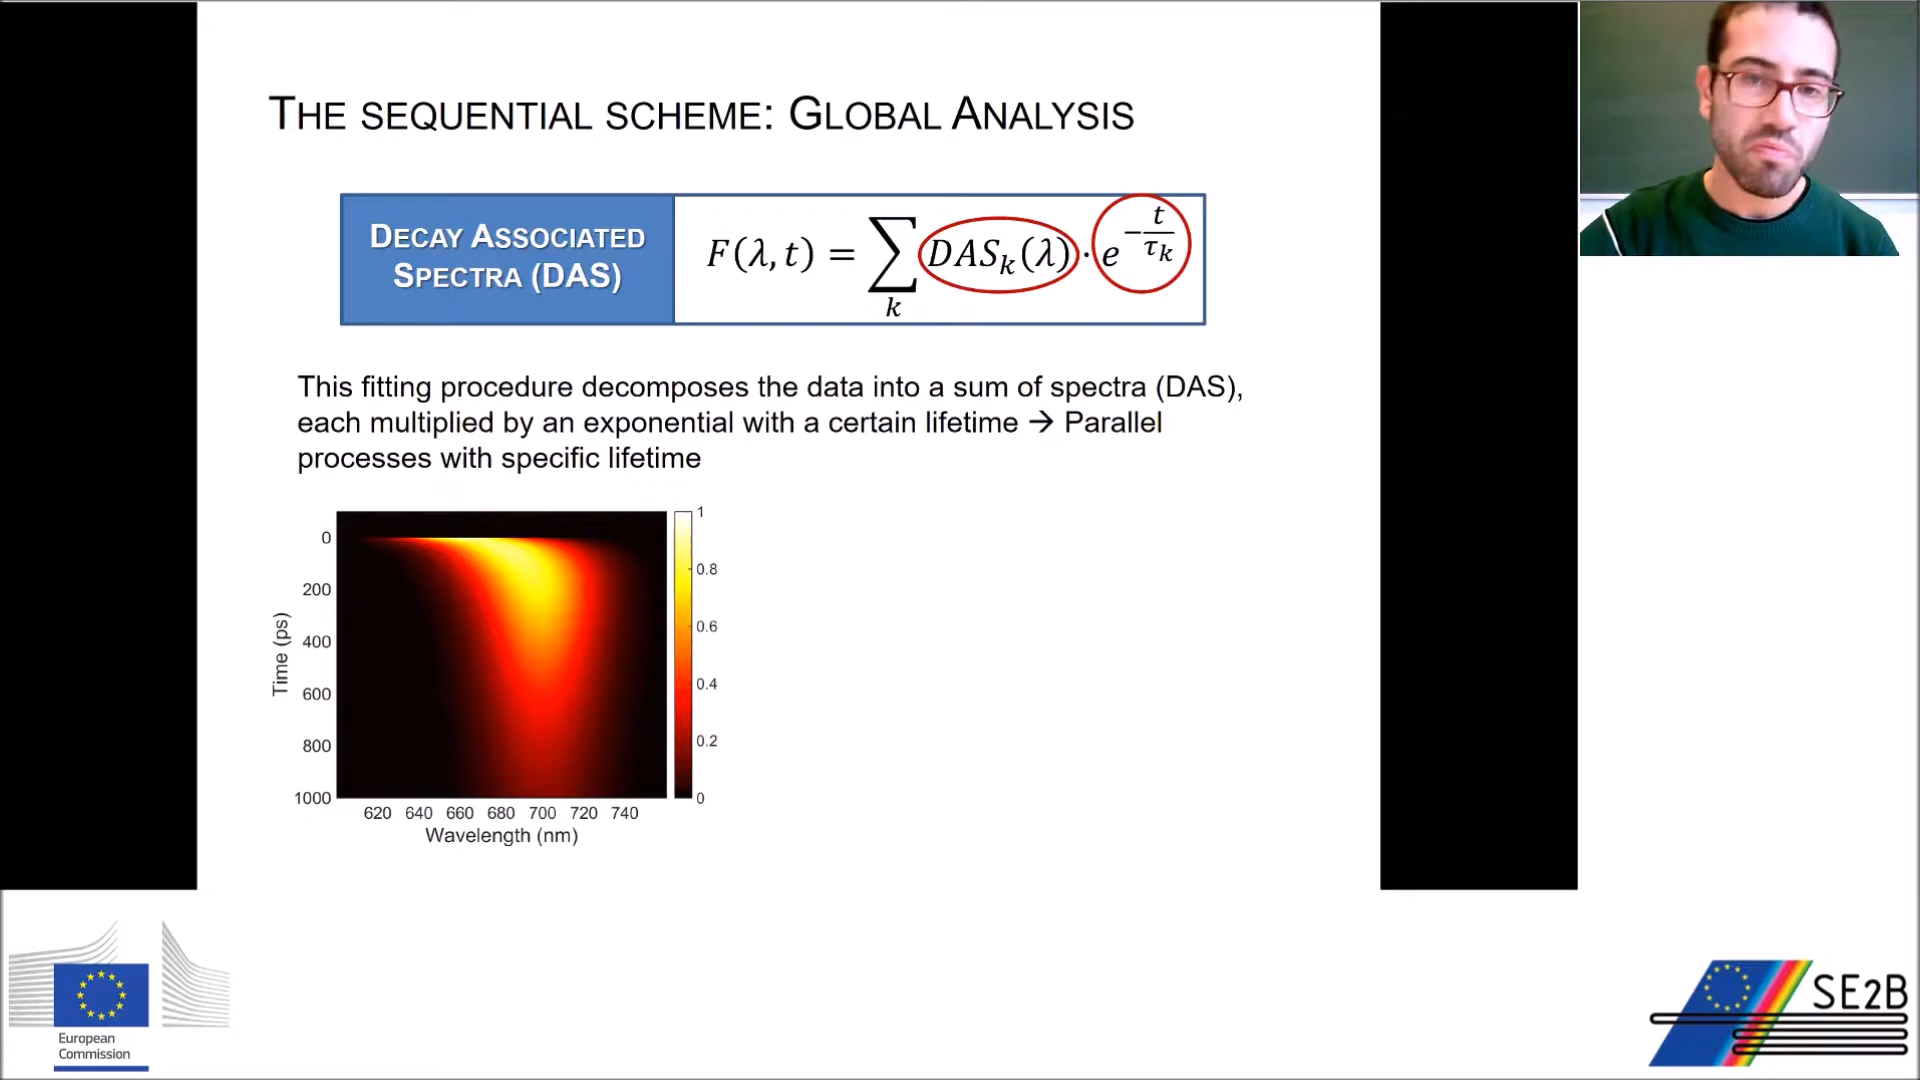 THE SEQUENTIAL SCHEME: GLOBAL ANALYSIS
DECAY ASSOCIATED
SPECTRA (DAS)
F(λ, t) = ∑_k DAS_k(λ) · e^{-t/τ_k}
This fitting procedure decomposes the data into a sum of spectra (DAS),
each multiplied by an exponential with a certain lifetime → Parallel
processes with specific lifetime
Time (ps)
0
200
400
600
800
1000
620 640 660 680 700 720 740
Wavelength (nm)
1
0.8
0.6
0.4
0.2
0
European
Commission
SE2B